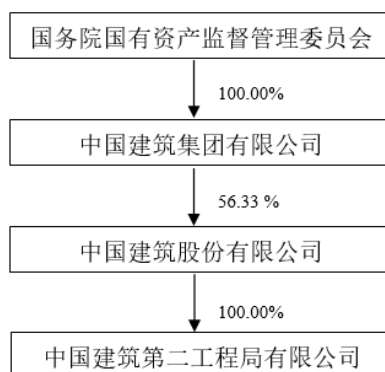 国务院国有资产监督管理委员会
100.00%
中国建筑集团有限公司
56.33 %
中国建筑股份有限公司
100.00%
中国建筑第二工程局有限公司